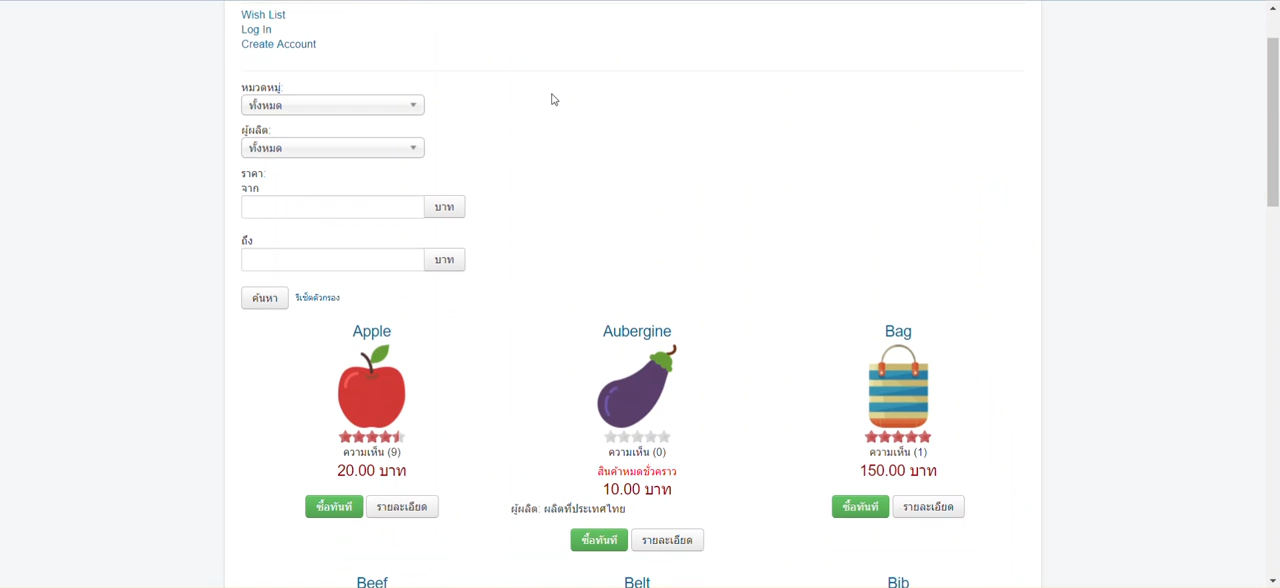 Wish List
Log In
Create Account
หมวดหมู่:
ทั้งหมด
ผู้ผลิต:
ทั้งหมด
ราคา:
จาก
บาท
ถึง
บาท
ค้นหา รีเซ็ตตัวกรอง
Apple Aubergine Bag
ความเห็น (9) ความเห็น (0) ความเห็น (1)
20.00 บาท สินค้าหมดชั่วคราว 150.00 บาท
10.00 บาท
ผู้ผลิต: ผลิตที่ประเทศไทย
ซื้อทันที รายละเอียด ซื้อทันที รายละเอียด
ซื้อทันที รายละเอียด
Beef Belt Bib